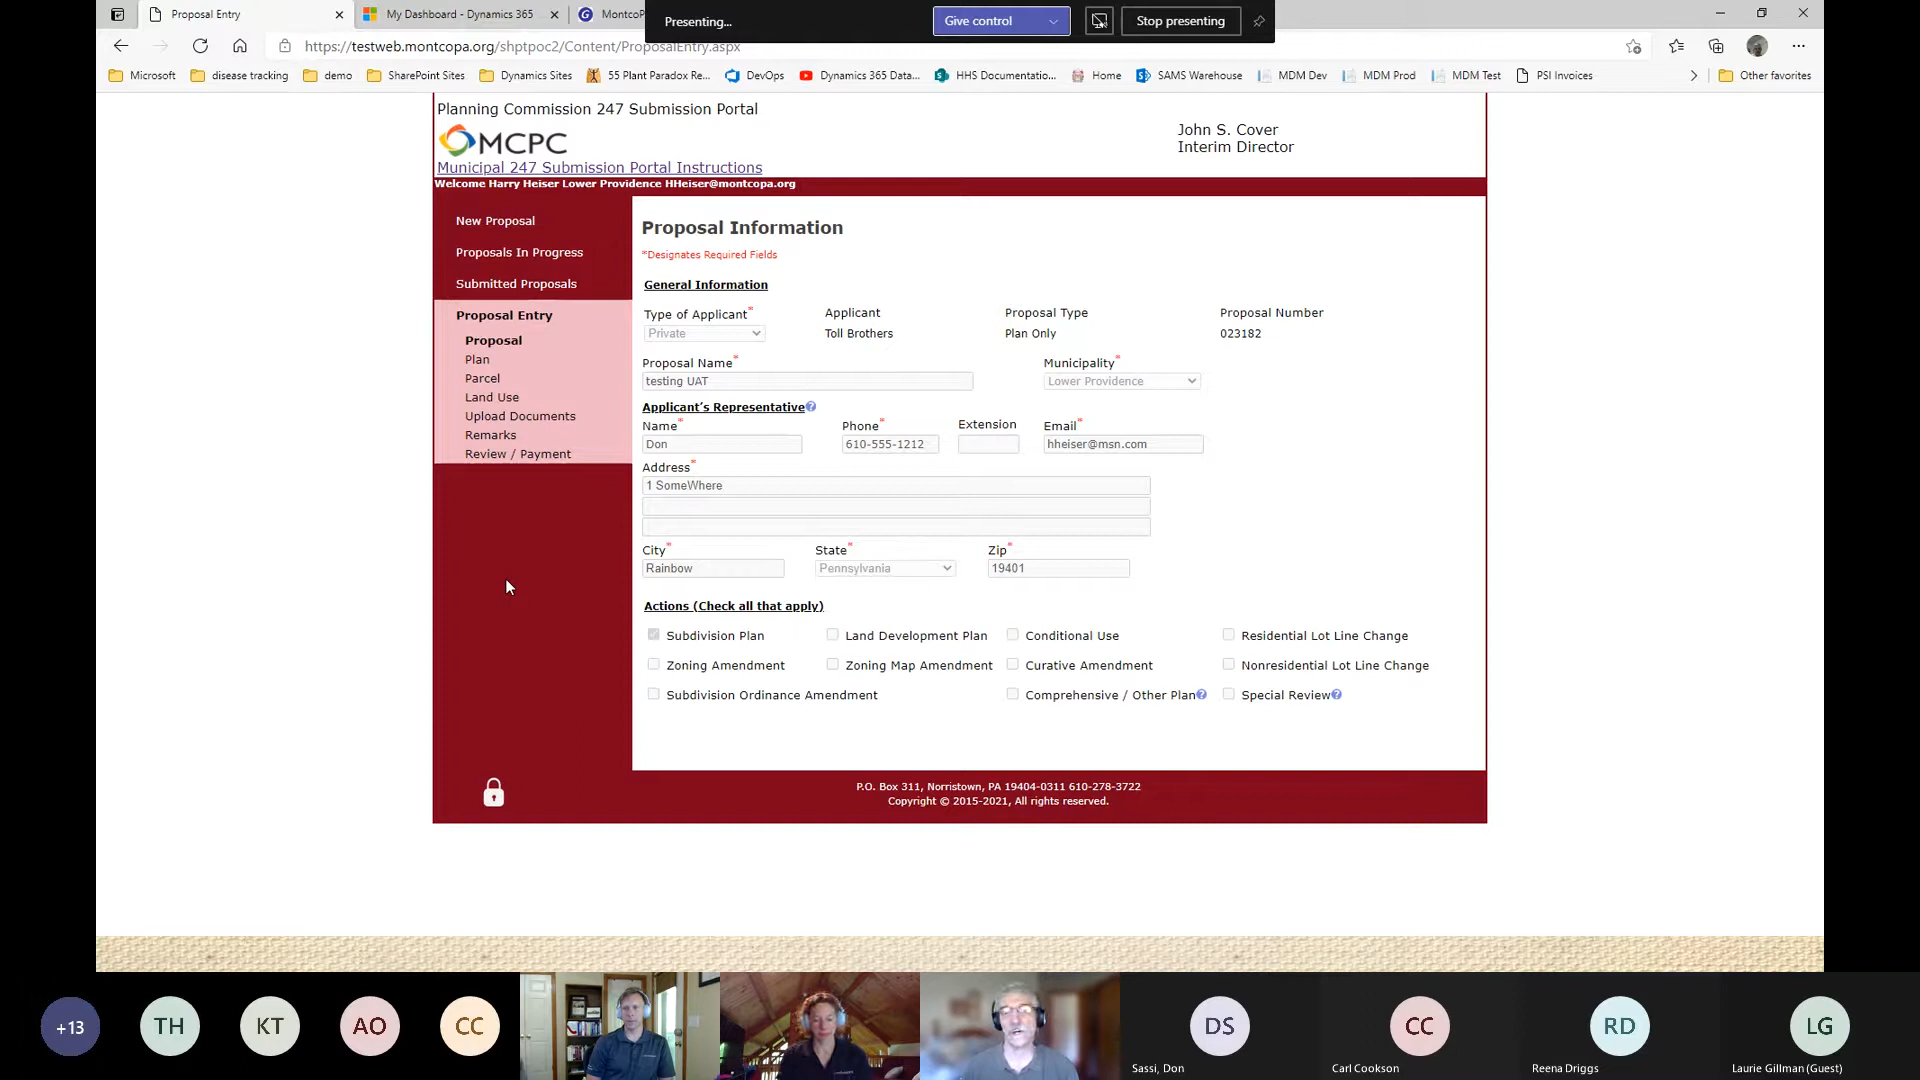 Proposal Entry
My Dashboard - Dynamics 365
MontcoP
Presenting...
Give control
Stop presenting
https://testweb.montcopa.org/shptpoc2/Content/ProposalEntry.aspx
Microsoft
disease tracking
demo
SharePoint Sites
Dynamics Sites
55 Plant Paradox Re...
DevOps
Dynamics 365 Data...
HHS Documentatio...
Home
SAMS Warehouse
MDM Dev
MDM Prod
MDM Test
PSI Invoices
Other favorites
Planning Commission 247 Submission Portal
MCPC
John S. Cover
Interim Director
Municipal 247 Submission Portal Instructions
Welcome Harry Heiser Lower Providence HHeiser@montcopa.org
New Proposal
Proposals In Progress
Submitted Proposals
Proposal Entry
Proposal
Plan
Parcel
Land Use
Upload Documents
Remarks
Review / Payment
Proposal Information
*Designates Required Fields
General Information
Type of Applicant* Applicant Proposal Type Proposal Number
Private Toll Brothers Plan Only 023182
Proposal Name* Municipality*
testing UAT Lower Providence
Applicant's Representative?
Name* Phone* Extension Email*
Don 610-555-1212 hheiser@msn.com
Address*
1 SomeWhere
City* State* Zip*
Rainbow Pennsylvania 19401
Actions (Check all that apply)
Subdivision Plan Land Development Plan Conditional Use Residential Lot Line Change
Zoning Amendment Zoning Map Amendment Curative Amendment Nonresidential Lot Line Change
Subdivision Ordinance Amendment Comprehensive / Other Plan? Special Review?
P.O. Box 311, Norristown, PA 19404-0311 610-278-3722
Copyright © 2015-2021, All rights reserved.
+13
TH
KT
AO
CC
DS
CC
RD
LG
Sassi, Don
Carl Cookson
Reena Driggs
Laurie Gillman (Guest)